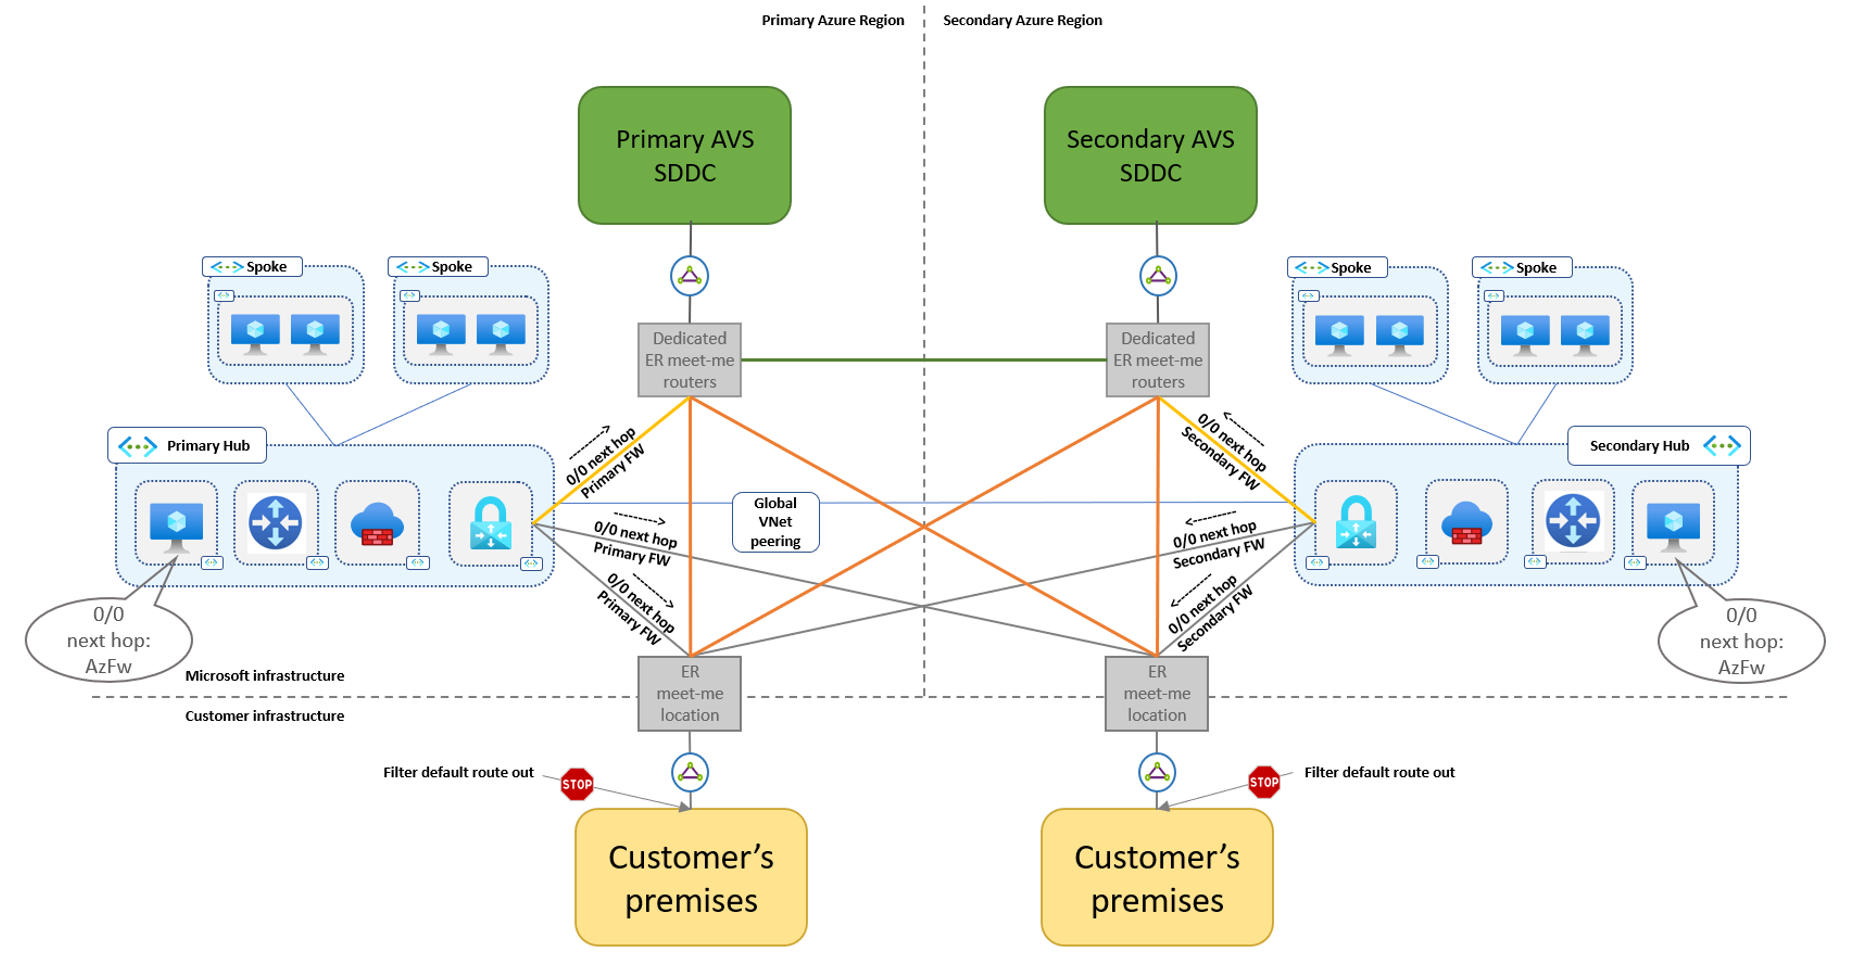 Primary Azure Region
Secondary Azure Region
Primary AVS
SDDC
Secondary AVS
SDDC
Spoke
Spoke
Spoke
Spoke
Dedicated
ER meet-me
routers
Dedicated
ER meet-me
routers
Primary Hub
Secondary Hub
0/0 next hop
Primary FW
0/0 next hop
Secondary FW
Global
VNet
peering
0/0 next hop
Primary FW
0/0 next hop
Secondary FW
0/0 next hop
Primary FW
0/0 next hop
Secondary FW
0/0
next hop:
AzFw
0/0
next hop:
AzFw
Microsoft infrastructure
Customer infrastructure
ER
meet-me
location
ER
meet-me
location
Filter default route out
STOP
STOP
Filter default route out
Customer’s
premises
Customer’s
premises